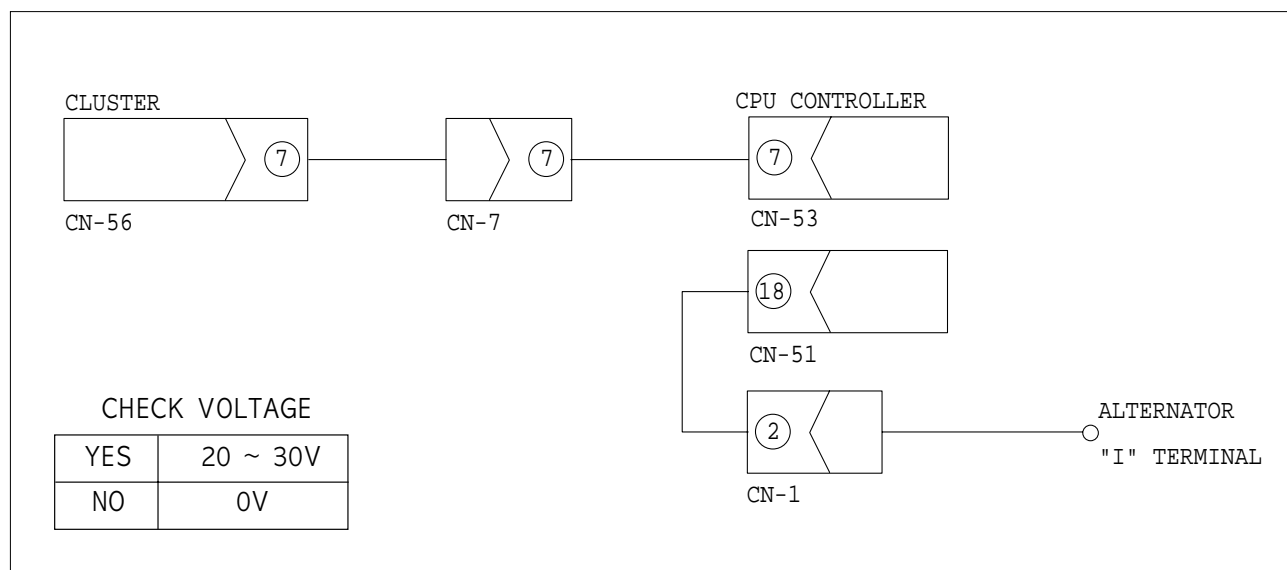 CLUSTER
CPU CONTROLLER
7
7
7
CN-56
CN-7
CN-53
18
CN-51
CHECK VOLTAGE
YES 20 ~ 30V
NO 0V
2
CN-1
ALTERNATOR
"I" TERMINAL